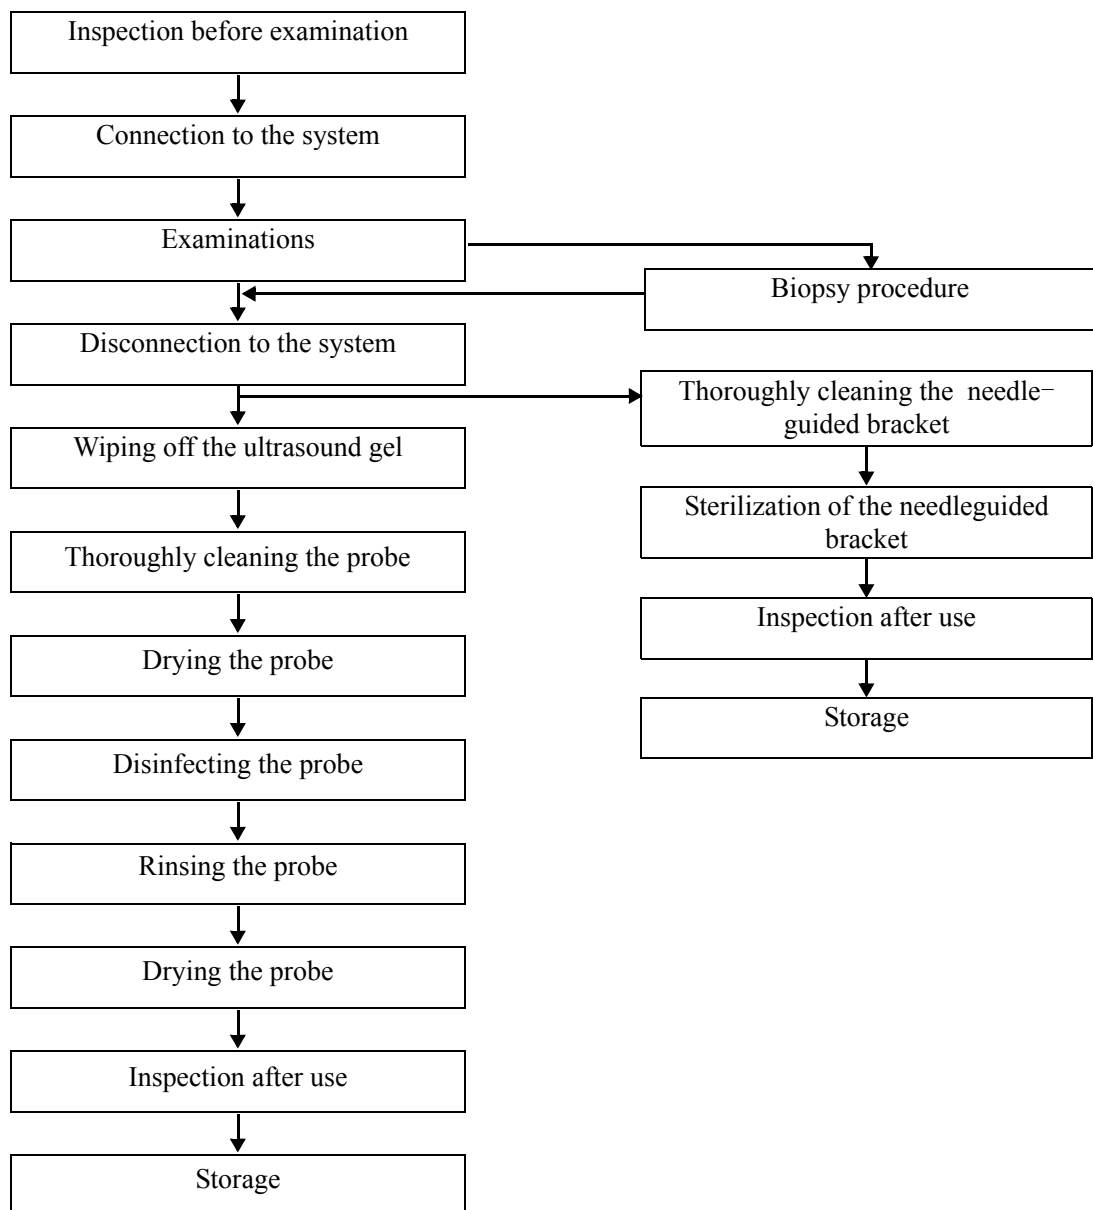 Inspection before examination
Connection to the system
Examinations
Biopsy procedure
Disconnection to the system
Wiping off the ultrasound gel
Thoroughly cleaning the probe
Drying the probe
Disinfecting the probe
Rinsing the probe
Drying the probe
Inspection after use
Storage
Thoroughly cleaning the needle−
guided bracket
Sterilization of the needleguided
bracket
Inspection after use
Storage